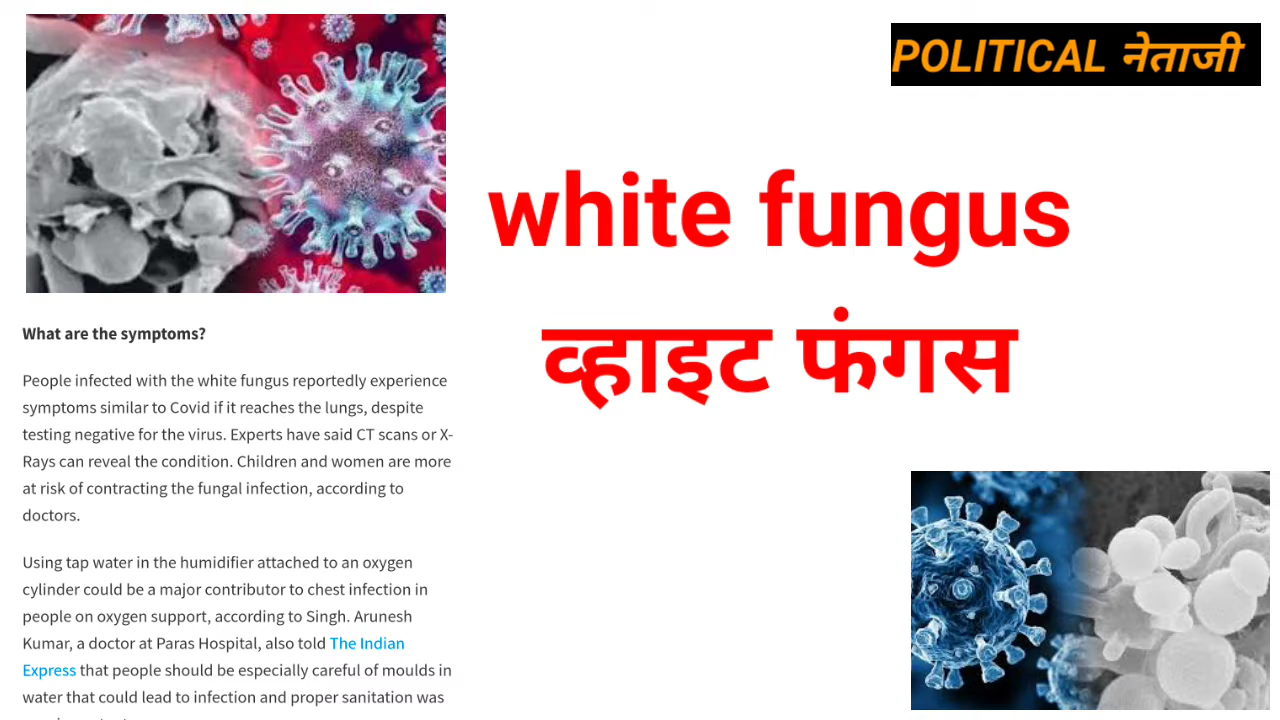 POLITICAL नेताजी
white fungus
व्हाइट फंगस
What are the symptoms?
People infected with the white fungus reportedly experience
symptoms similar to Covid if it reaches the lungs, despite
testing negative for the virus. Experts have said CT scans or X-
Rays can reveal the condition. Children and women are more
at risk of contracting the fungal infection, according to
doctors.
Using tap water in the humidifier attached to an oxygen
cylinder could be a major contributor to chest infection in
people on oxygen support, according to Singh. Arunesh
Kumar, a doctor at Paras Hospital, also told The Indian
Express that people should be especially careful of moulds in
water that could lead to infection and proper sanitation was